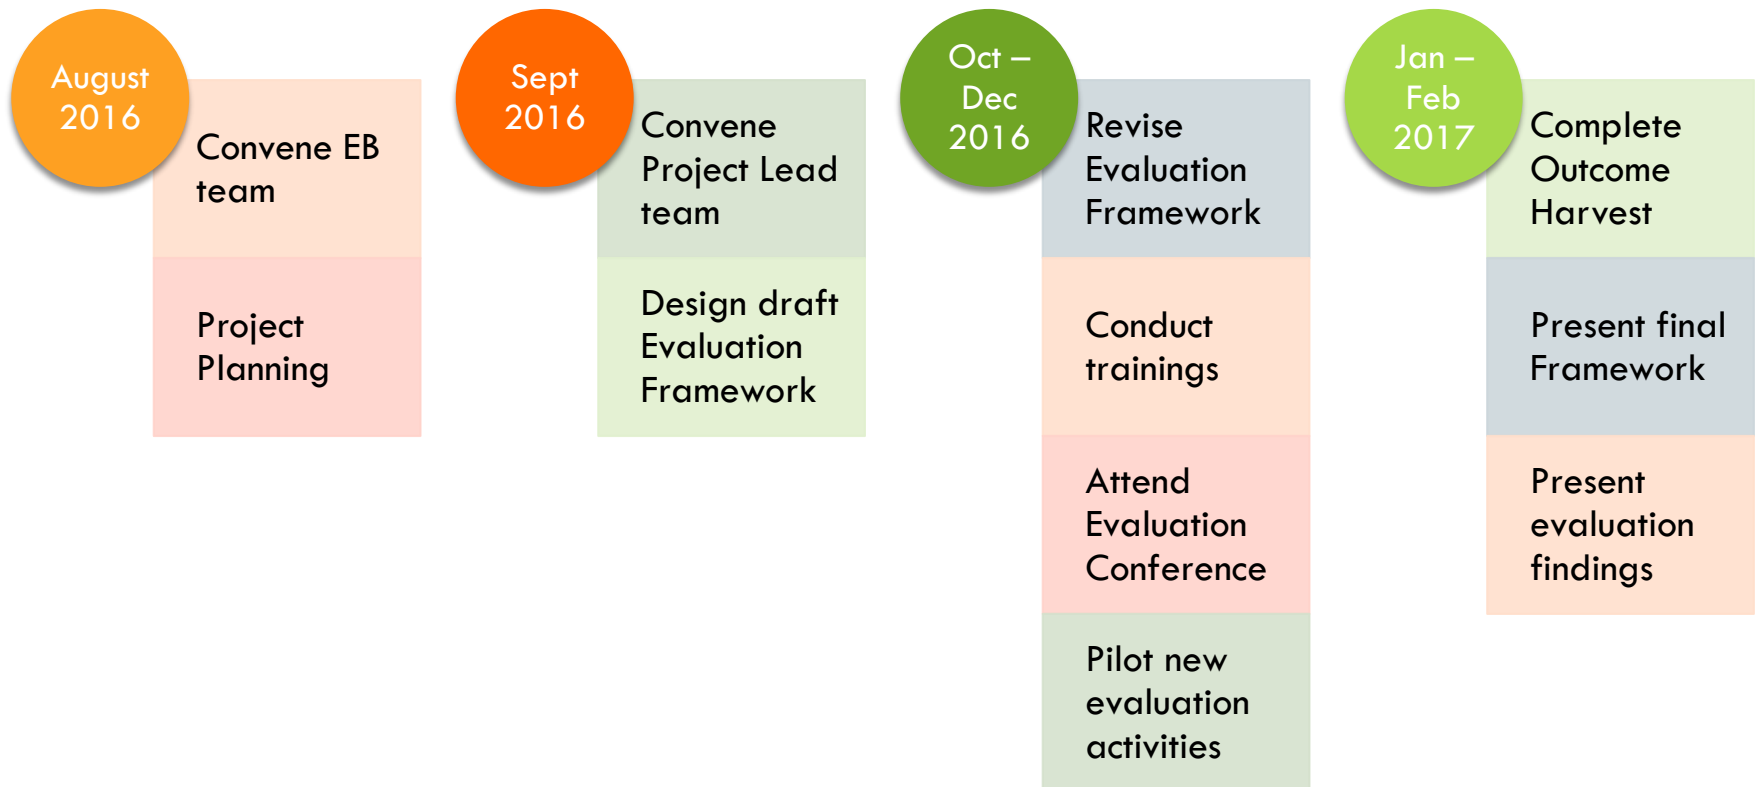 August
2016
Convene EB
team
Project
Planning
Sept
2016
Convene
Project Lead
team
Design draft
Evaluation
Framework
Oct –
Dec
2016
Revise
Evaluation
Framework
Conduct
trainings
Attend
Evaluation
Conference
Pilot new
evaluation
activities
Jan –
Feb
2017
Complete
Outcome
Harvest
Present final
Framework
Present
evaluation
findings